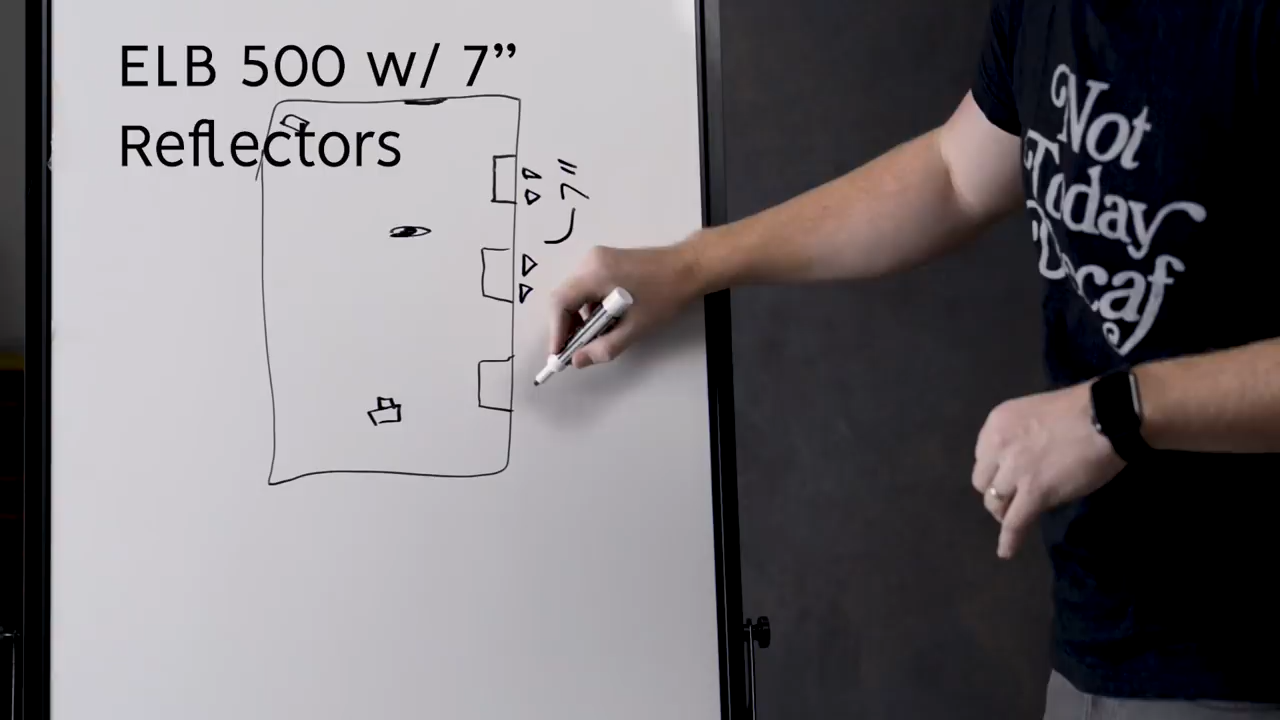 ELB 500 w/ 7”
Reflectors
7"
Not
Today
Decaf